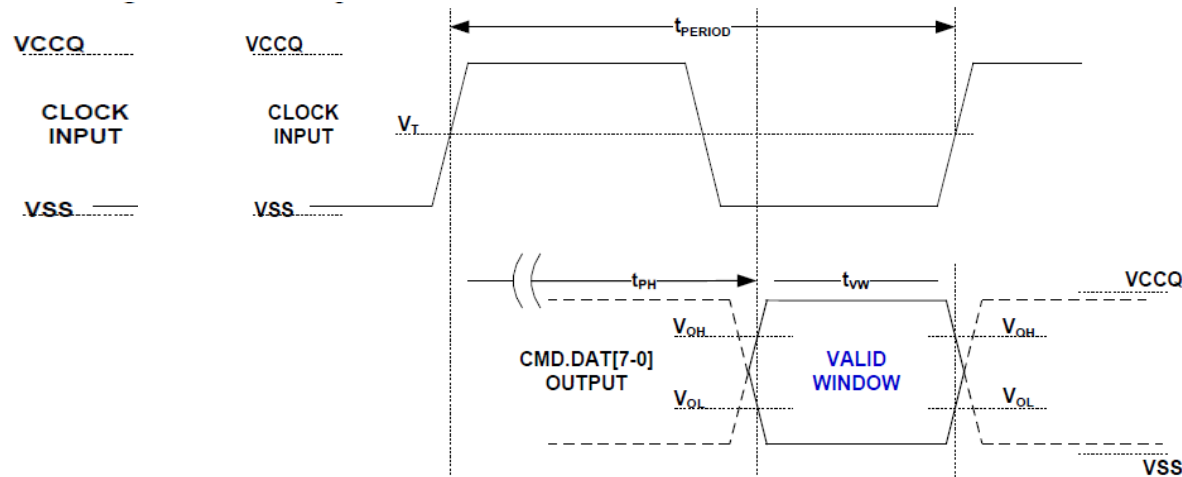 tPERIOD
VCCQ VCCQ
CLOCK INPUT
CLOCK INPUT
VT
VSS VSS
tPH tVW VCCQ
VOH VOH
CMD.DAT[7-0]
OUTPUT
VALID
WINDOW
VOL VOL
VSS